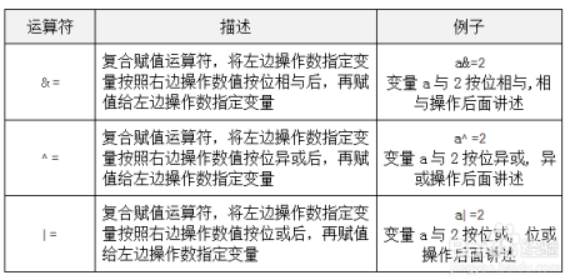 运算符 描述 例子
&= 复合赋值运算符，将左边操作数指定变量按照右边操作数值按位相与后，再赋值给左边操作数指定变量 a&=2
变量 a 与 2 按位相与,相与操作后面讲述
^= 复合赋值运算符，将左边操作数指定变量按照右边操作数值按位异或后，再赋值给左边操作数指定变量 a^=2
变量 a 与 2 按位异或，异或操作后面讲述
|= 复合赋值运算符，将左边操作数指定变量按照右边操作数值按位或后，再赋值给左边操作数指定变量 a|=2
变量 a 与 2 按位或，位或操作后面讲述